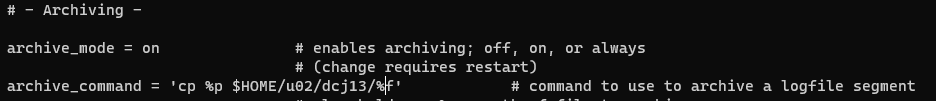 # - Archiving -
archive_mode = on # enables archiving; off, on, or always
# (change requires restart)
archive_command = 'cp %p $HOME/u02/dcj13/%f' # command to use to archive a logfile segment